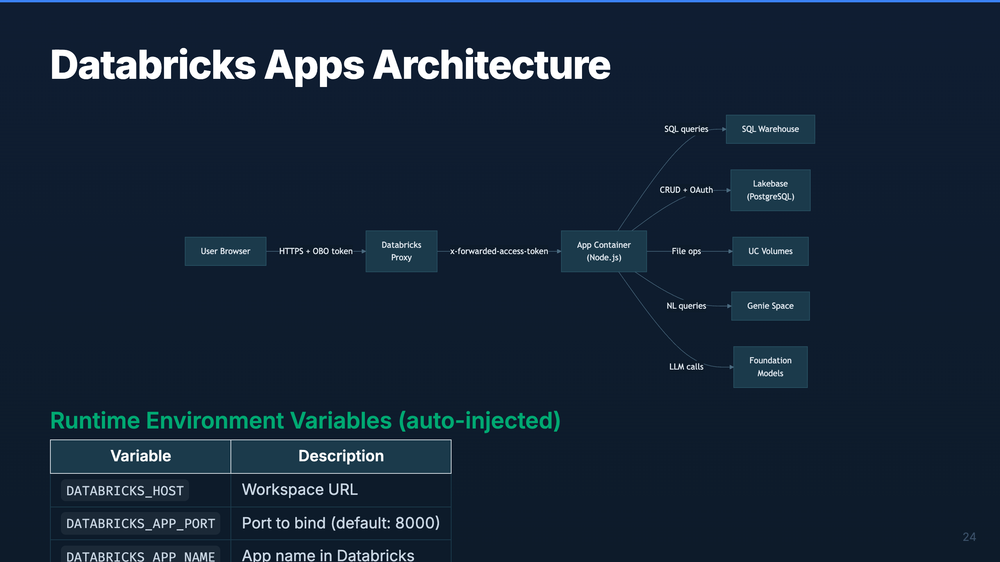 Databricks Apps Architecture
SQL queries
SQL Warehouse
CRUD + OAuth
Lakebase
(PostgreSQL)
User Browser
HTTPS + OBO token
Databricks
Proxy
x-forwarded-access-token
App Container
(Node.js)
File ops
UC Volumes
NL queries
Genie Space
LLM calls
Foundation
Models
Runtime Environment Variables (auto-injected)
Variable Description
DATABRICKS_HOST Workspace URL
DATABRICKS_APP_PORT Port to bind (default: 8000)
DATABRICKS_APP_NAME App name in Databricks
24